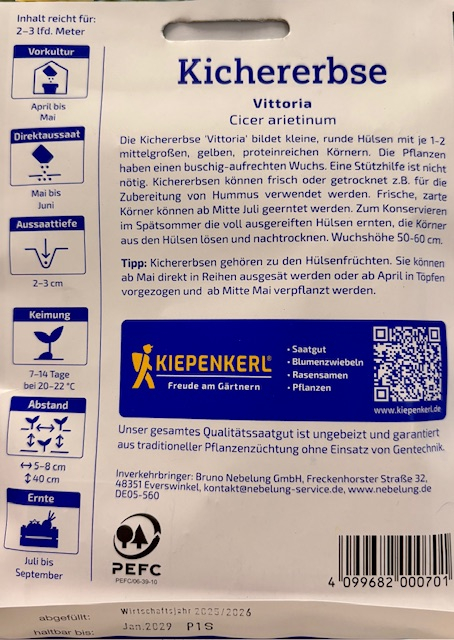 Inhalt reicht für:
2–3 lfd. Meter
Vorkultur
April bis
Mai
Direktaussaat
Mai bis
Juni
Aussaattiefe
2–3 cm
Keimung
7–14 Tage
bei 20–22 °C
Abstand
↔ 5–8 cm
↕ 40 cm
Ernte
Juli bis
September
Kichererbse
Vittoria
Cicer arietinum
Die Kichererbse 'Vittoria' bildet kleine, runde Hülsen mit je 1-2
mittelgroßen, gelben, proteinreichen Körnern. Die Pflanzen
haben einen buschig-aufrechten Wuchs. Eine Stützhilfe ist nicht
nötig. Kichererbsen können frisch oder getrocknet z.B. für die
Zubereitung von Hummus verwendet werden. Frische, zarte
Körner können ab Mitte Juli geerntet werden. Zum Konservieren
im Spätsommer die voll ausgereiften Hülsen ernten, die Körner
aus den Hülsen lösen und nachtrocknen. Wuchshöhe 50-60 cm.
Tipp: Kichererbsen gehören zu den Hülsenfrüchten. Sie können
ab Mai direkt in Reihen ausgesät werden oder ab April in Töpfen
vorgezogen und ab Mitte Mai verpflanzt werden.
KIEPENKERL®
Freude am Gärtnern
• Saatgut
• Blumenzwiebeln
• Rasensamen
• Pflanzen
www.kiepenkerl.de
Unser gesamtes Qualitätssaatgut ist ungebeizt und garantiert
aus traditioneller Pflanzenzüchtung ohne Einsatz von Gentechnik.
Inverkehrbringer: Bruno Nebelung GmbH, Freckenhorster Straße 32,
48351 Everswinkel, kontakt@nebelung-service.de, www.nebelung.de
DE05-560
PEFC
PEFC/06-39-10
4 099682 000701
abgefüllt: Wirtschaftsjahr 2025/2026
haltbar bis: Jan.2029 P1S